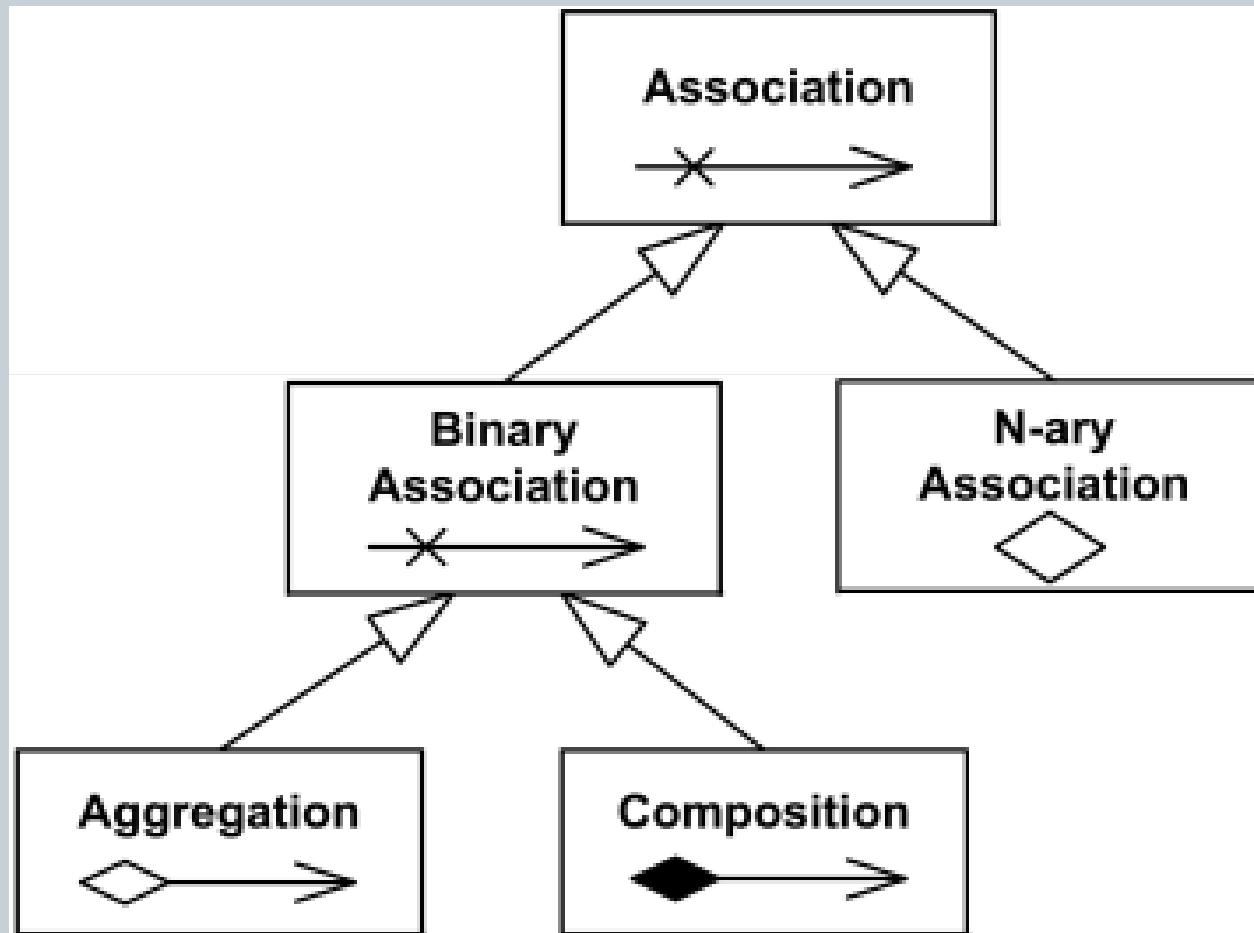 Association
Binary
Association
N-ary
Association
Aggregation
Composition